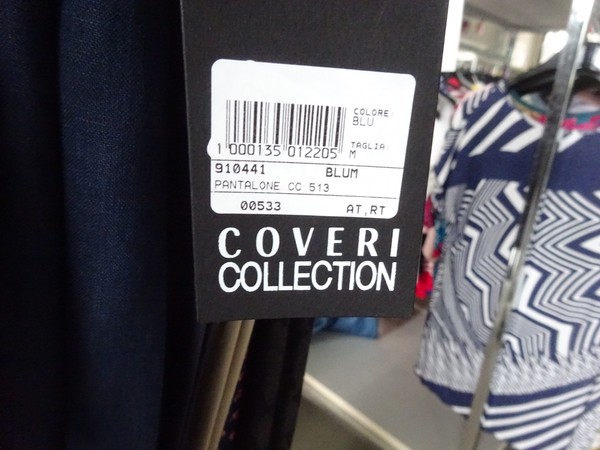 COLORE:
BLU
1 000135 012205
TAGLIA:
M
910441 BLUM
PANTALONE CC 513
00533 AT,RT
COVERI
COLLECTION